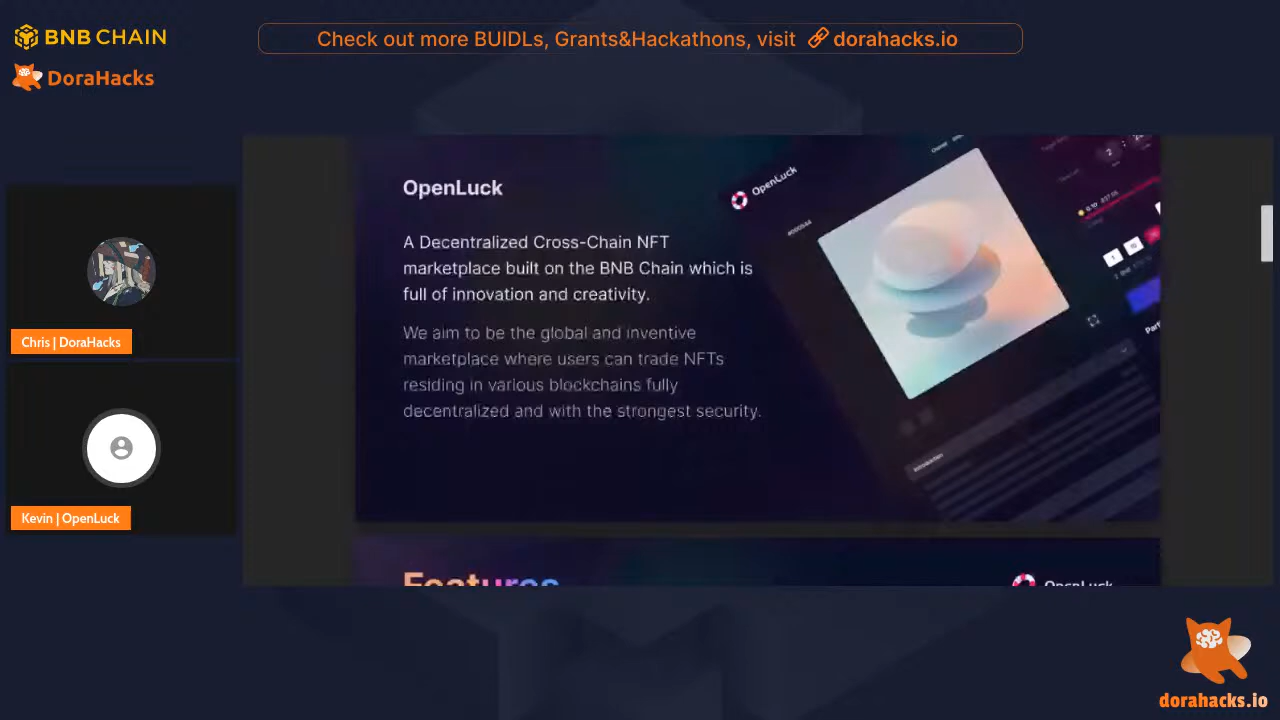 BNB CHAIN
DoraHacks
Check out more BUIDLs, Grants&Hackathons, visit dorahacks.io
Chris | DoraHacks
Kevin | OpenLuck
OpenLuck
A Decentralized Cross-Chain NFT
marketplace built on the BNB Chain which is
full of innovation and creativity.
We aim to be the global and inventive
marketplace where users can trade NFTs
residing in various blockchains fully
decentralized and with the strongest security.
OpenLuck
Introduction
Features
OpenLuck
dorahacks.io